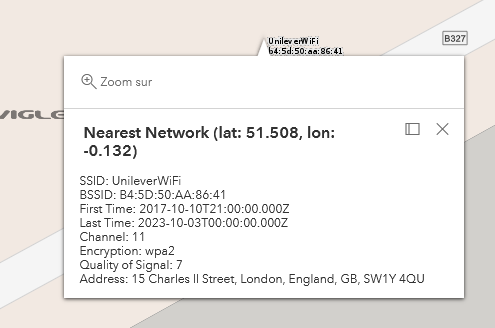 UnileverWiFi
b4:5d:50:aa:86:41
B327
Zoom sur
WIGLE
Nearest Network (lat: 51.508, lon:
-0.132)
SSID: UnileverWiFi
BSSID: B4:5D:50:AA:86:41
First Time: 2017-10-10T21:00:00.000Z
Last Time: 2023-10-03T00:00:00.000Z
Channel: 11
Encryption: wpa2
Quality of Signal: 7
Address: 15 Charles II Street, London, England, GB, SW1Y 4QU